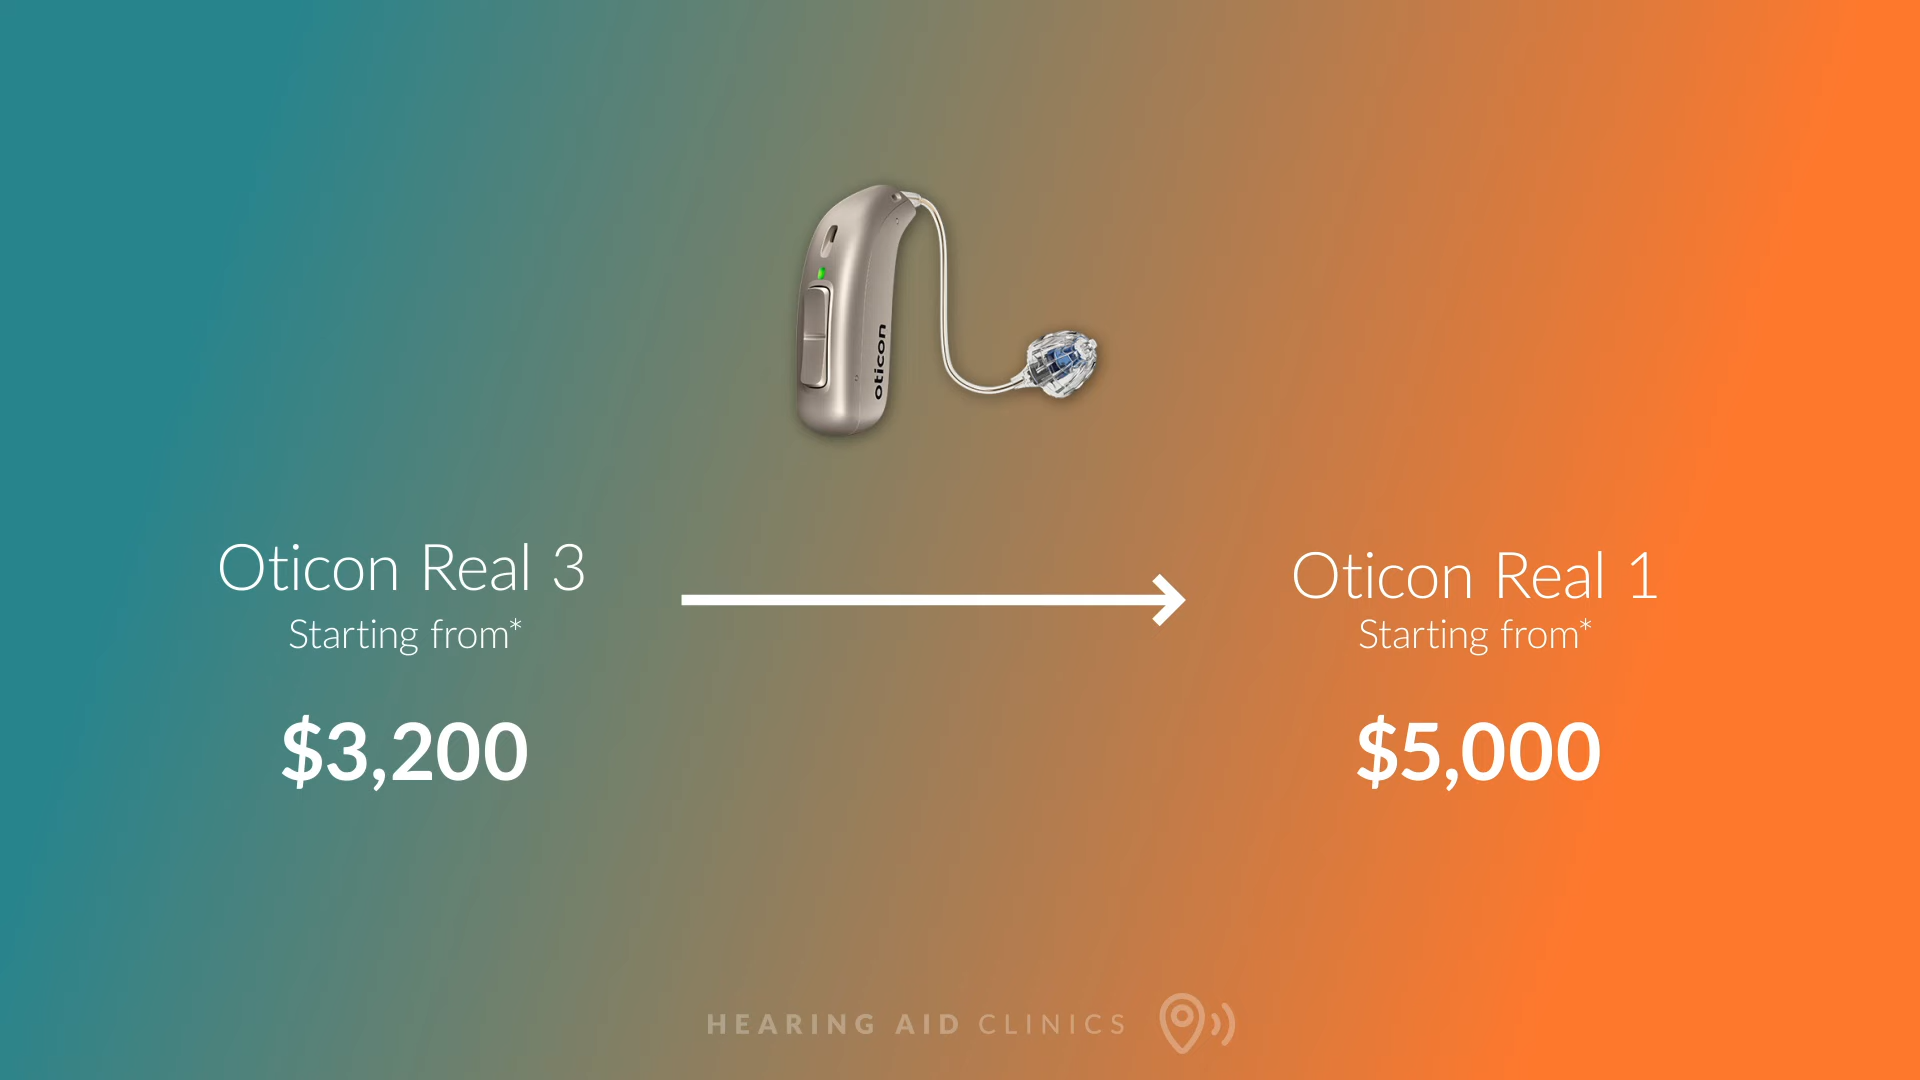 oticon
Oticon Real 3
Starting from*
$3,200
Oticon Real 1
Starting from*
$5,000
HEARING AID CLINICS